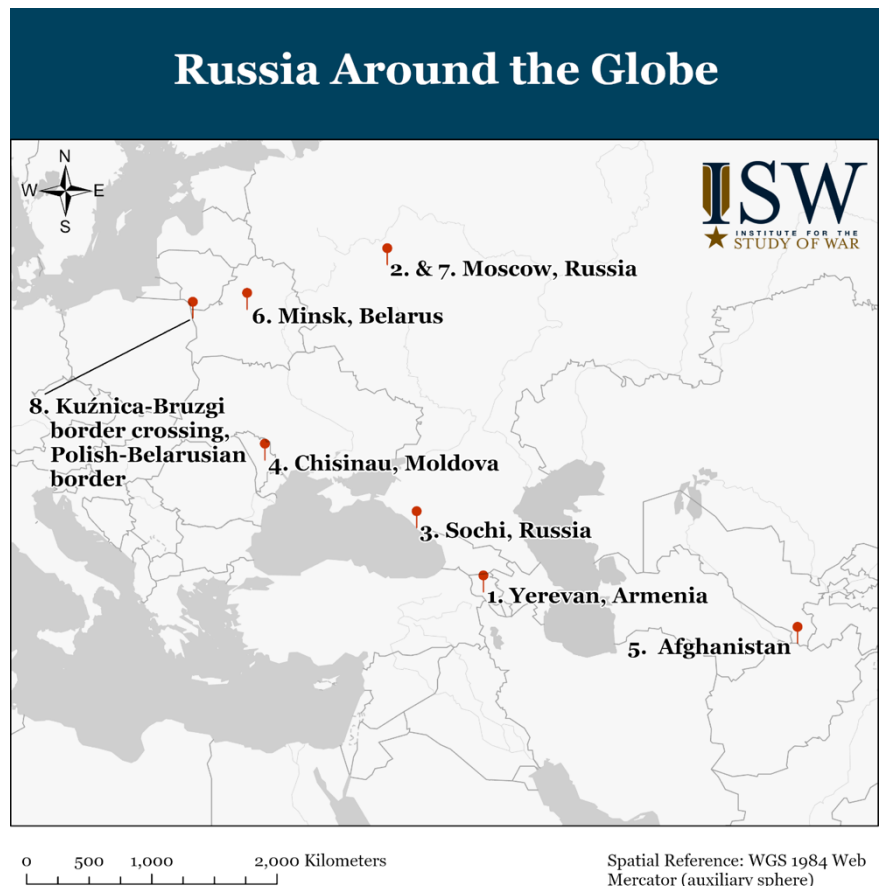 Russia Around the Globe
N
W E
S
ISW
INSTITUTE FOR THE
STUDY OF WAR
2. & 7. Moscow, Russia
6. Minsk, Belarus
8. Kuźnica-Bruzgi
border crossing,
Polish-Belarusian
border
4. Chisinau, Moldova
3. Sochi, Russia
1. Yerevan, Armenia
5. Afghanistan
0 500 1,000 2,000 Kilometers
Spatial Reference: WGS 1984 Web
Mercator (auxiliary sphere)